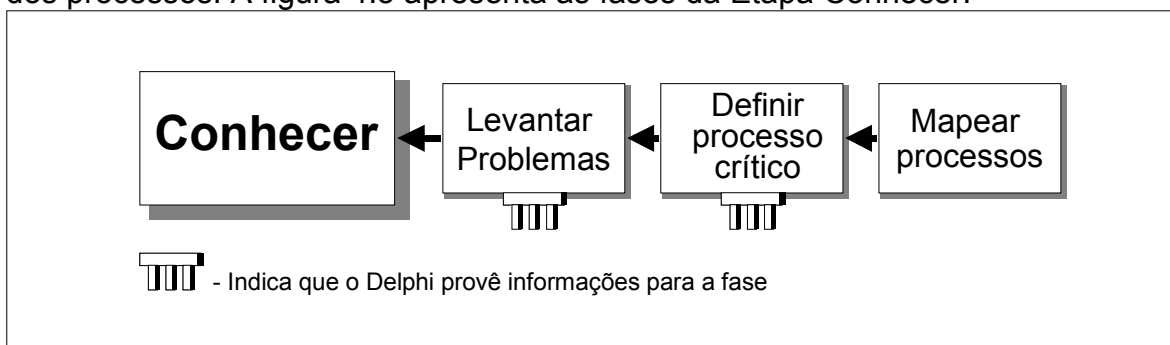 dos processos. A figura 4.6 apresenta as fases da Etapa Conhecer.
Conhecer
Levantar
Problemas
Definir
processo
crítico
Mapear
processos
- Indica que o Delphi provê informações para a fase